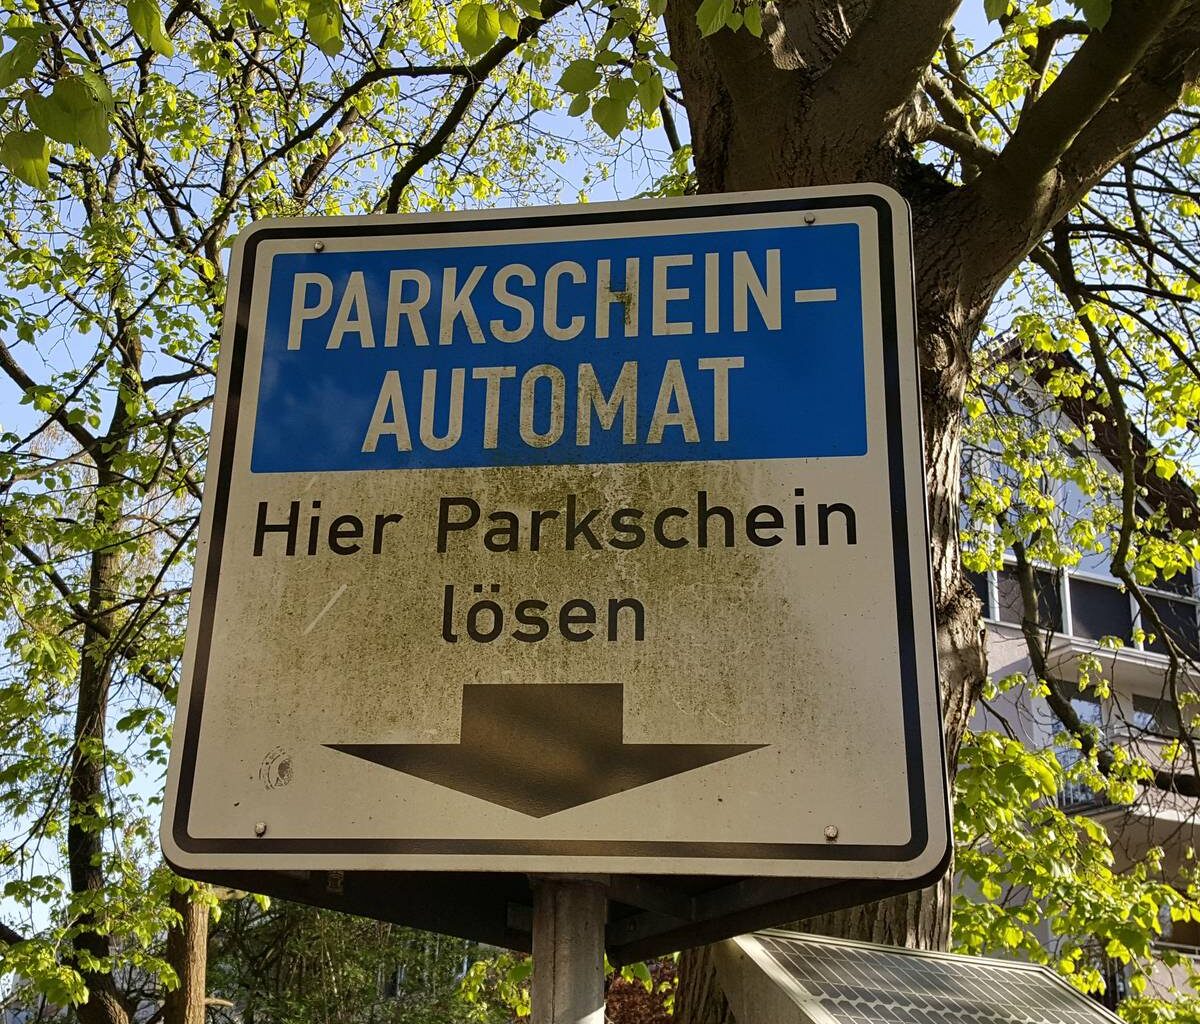 PARKSCHEIN-
AUTOMAT
Hier Parkschein
lösen